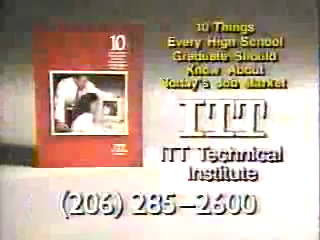 10 Things
Every High School
Graduate Should
Know About
Today's Job Market
10
ITT
ITT Technical
Institute
(206) 285-2600